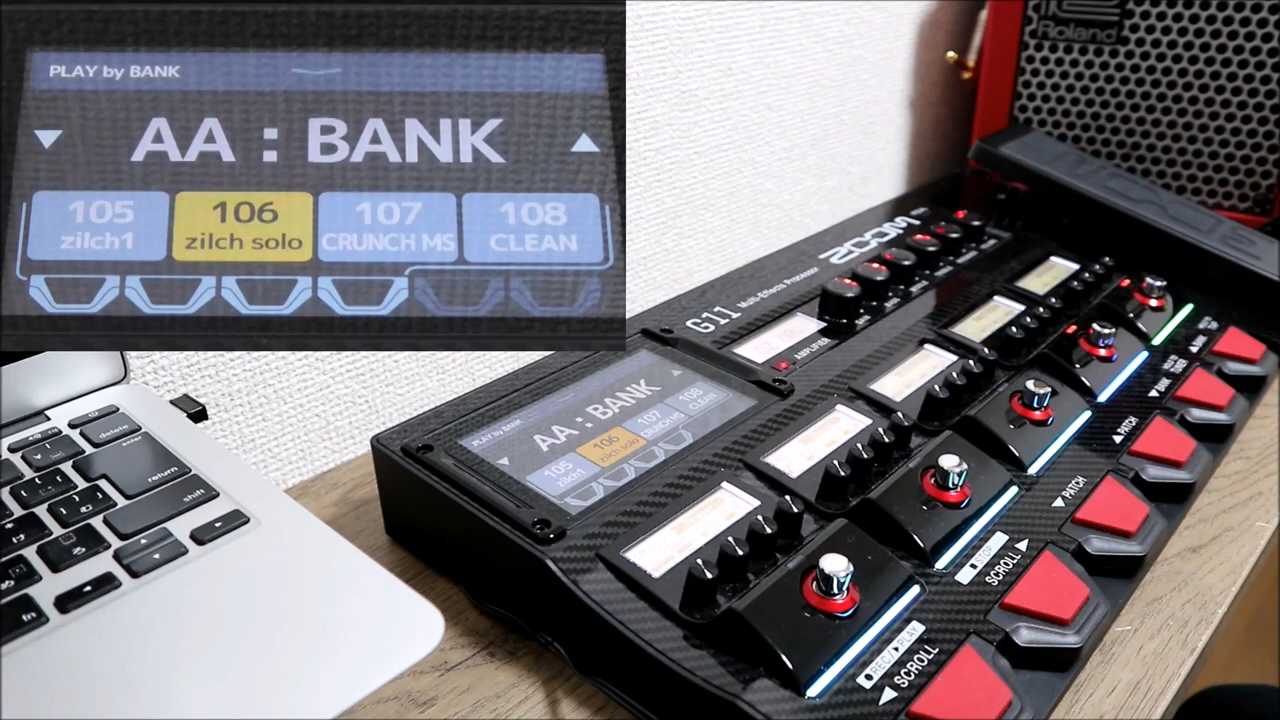 PLAY by BANK
AA : BANK
105
zilch1
106
zilch solo
107
CRUNCH MS
108
CLEAN
Roland
ZOOM
G11 Multi-Effects Processor
AMPLIFIER
PLAY by BANK
AA : BANK
105
zilch1
106
zilch solo
107
CRUNCH MS
108
CLEAN
BANK
PATCH
PATCH
STOP
SCROLL
REC/PLAY
SCROLL
delete
enter
return
shift
fn